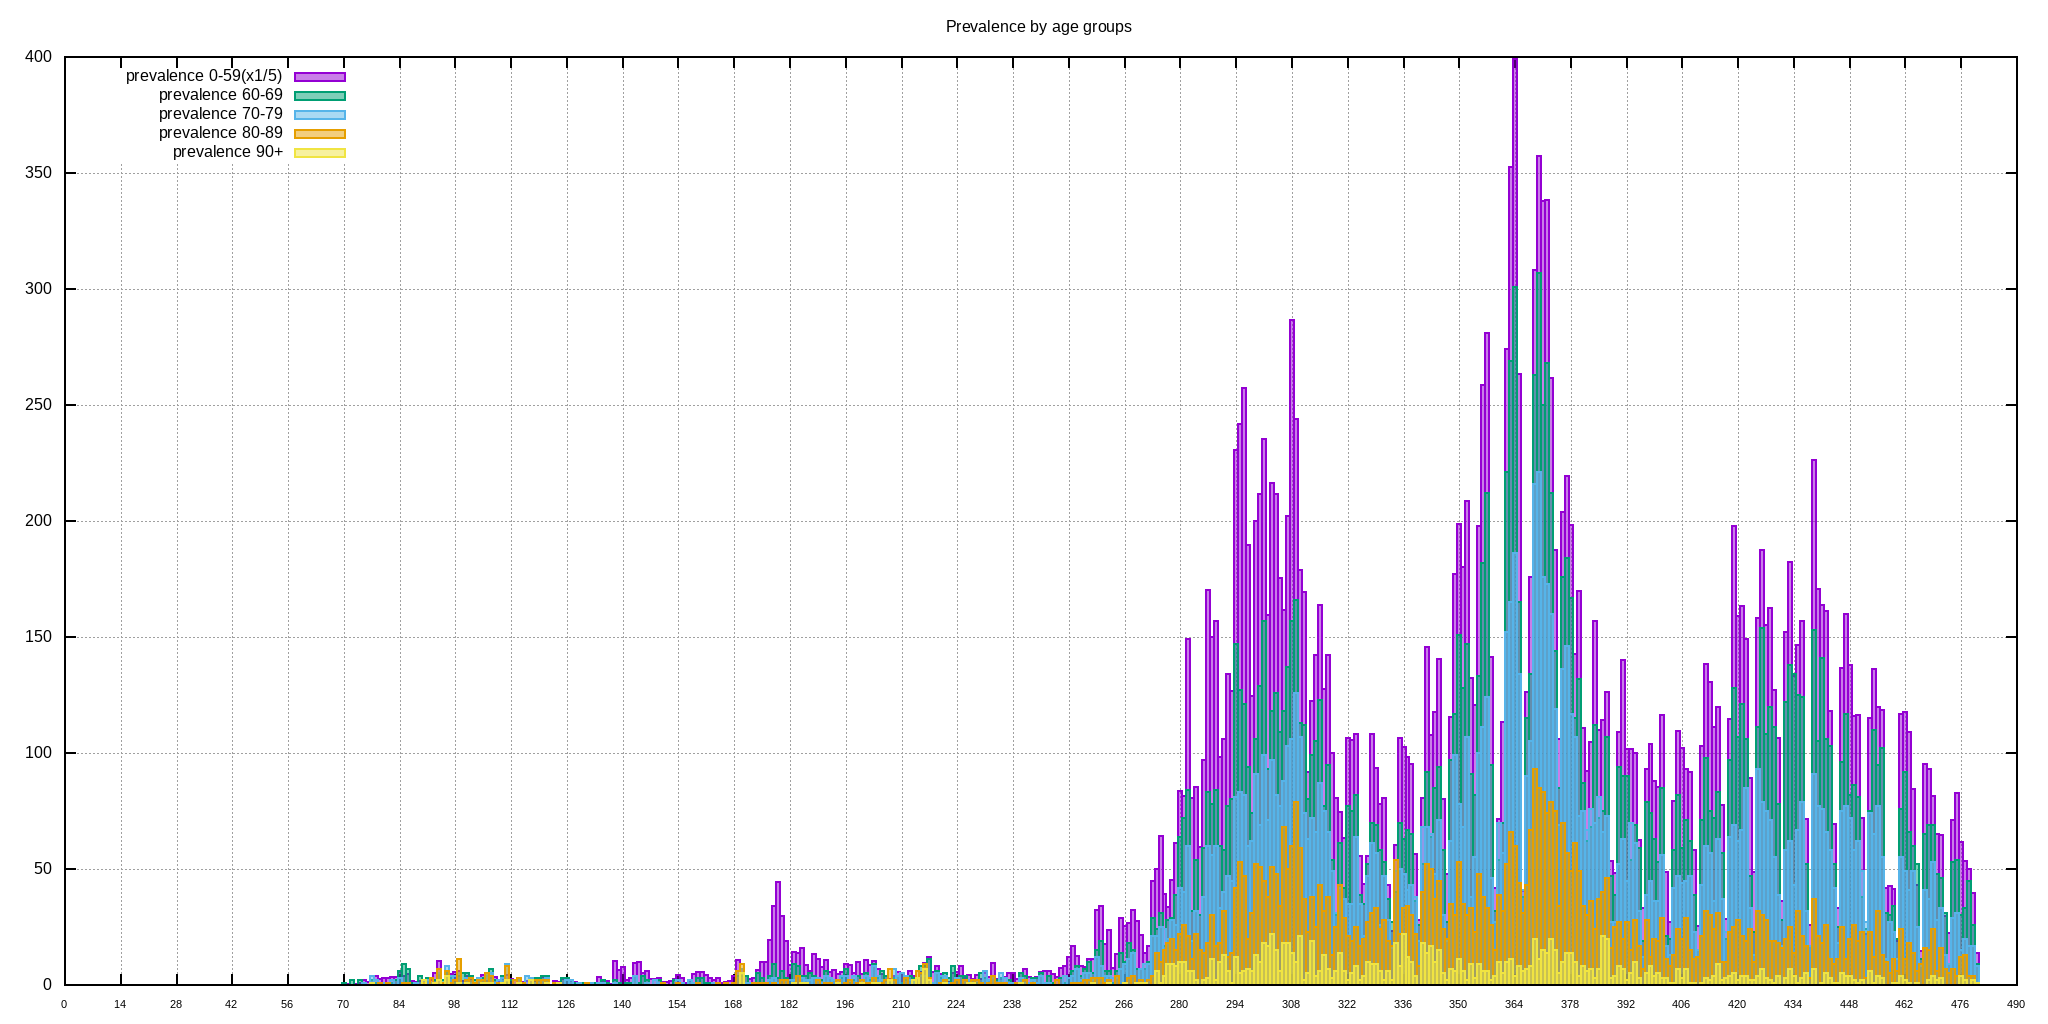 Prevalence by age groups
400
350
300
250
200
150
100
50
0
prevalence 0-59(x1/5)
prevalence 60-69
prevalence 70-79
prevalence 80-89
prevalence 90+
0 14 28 42 56 70 84 98 112 126 140 154 168 182 196 210 224 238 252 266 280 294 308 322 336 350 364 378 392 406 420 434 448 462 476 490